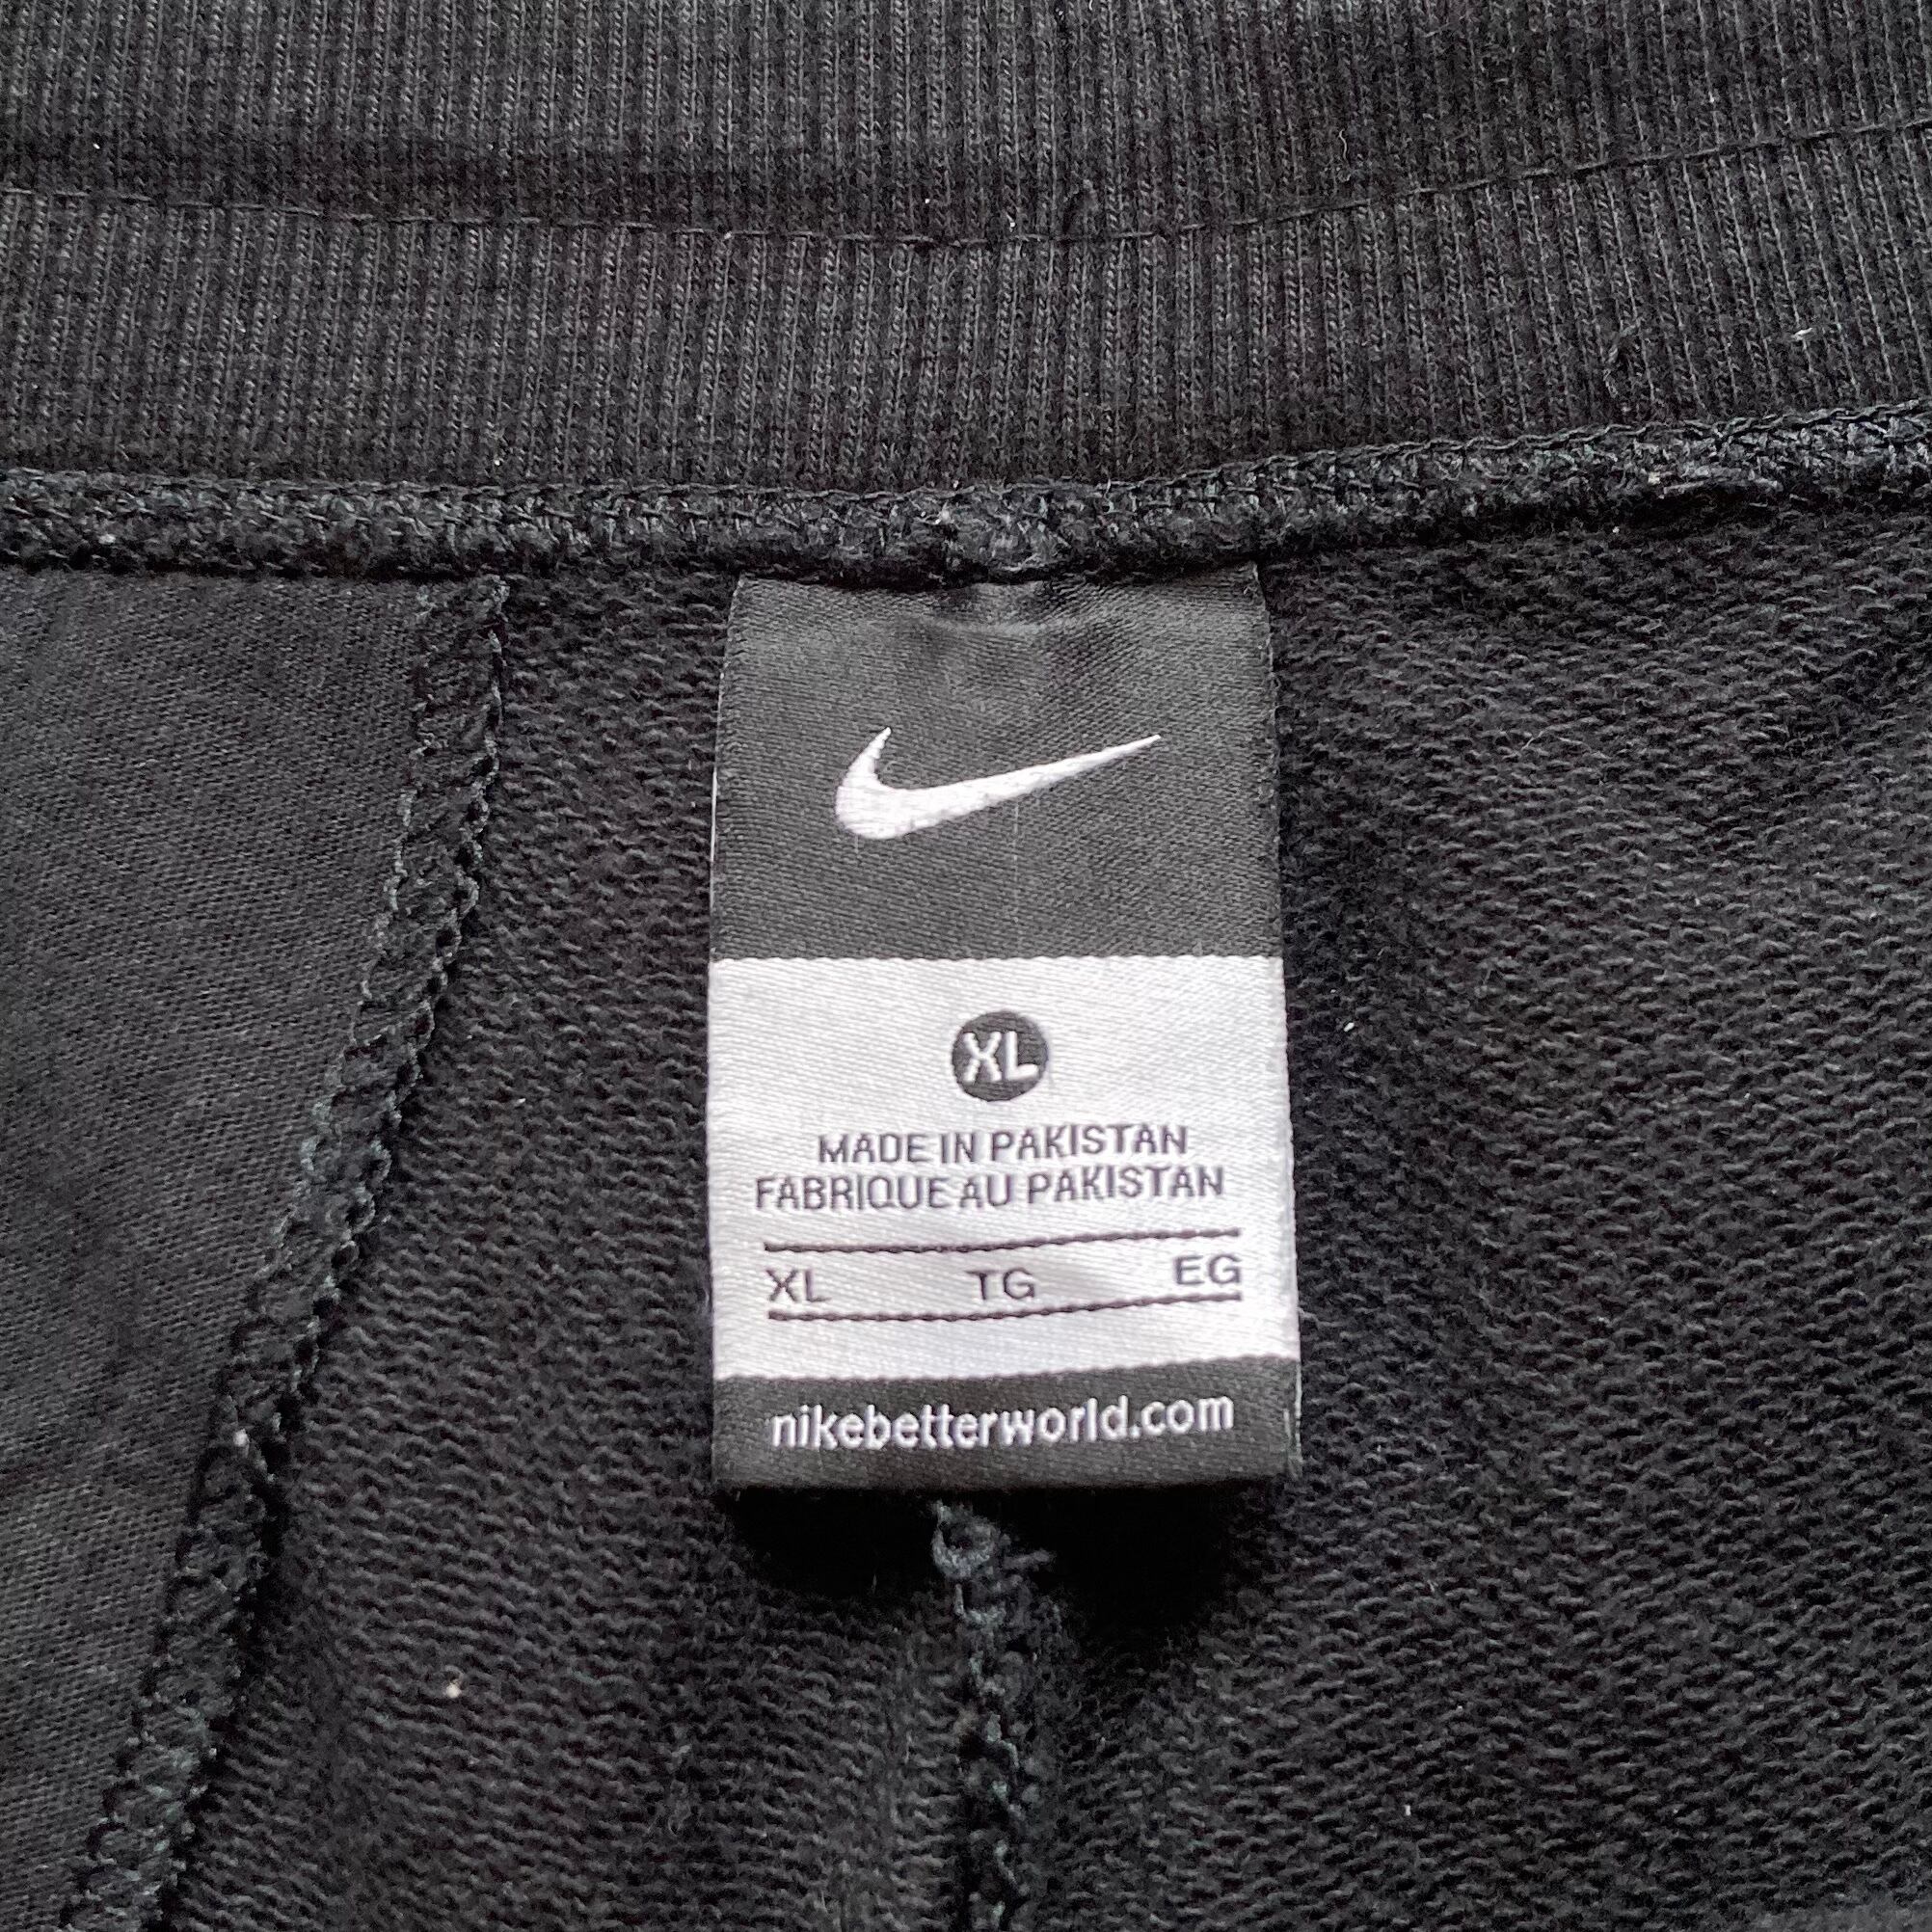 XL
MADE IN PAKISTAN
FABRIQUE AU PAKISTAN
XL TG EG
nikebetterworld.com